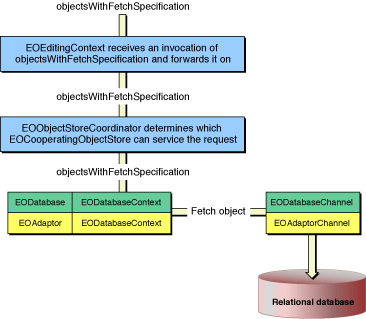 objectsWithFetchSpecification
EOEditingContext receives an invocation of
objectsWithFetchSpecification and forwards it on
objectsWithFetchSpecification
EOObjectStoreCoordinator determines which
EOCooperatingObjectStore can service the request
objectsWithFetchSpecification
EODatabase EODatabaseContext
EOAdaptor EODatabaseContext
Fetch object
EODatabaseChannel
EOAdaptorChannel
Relational database